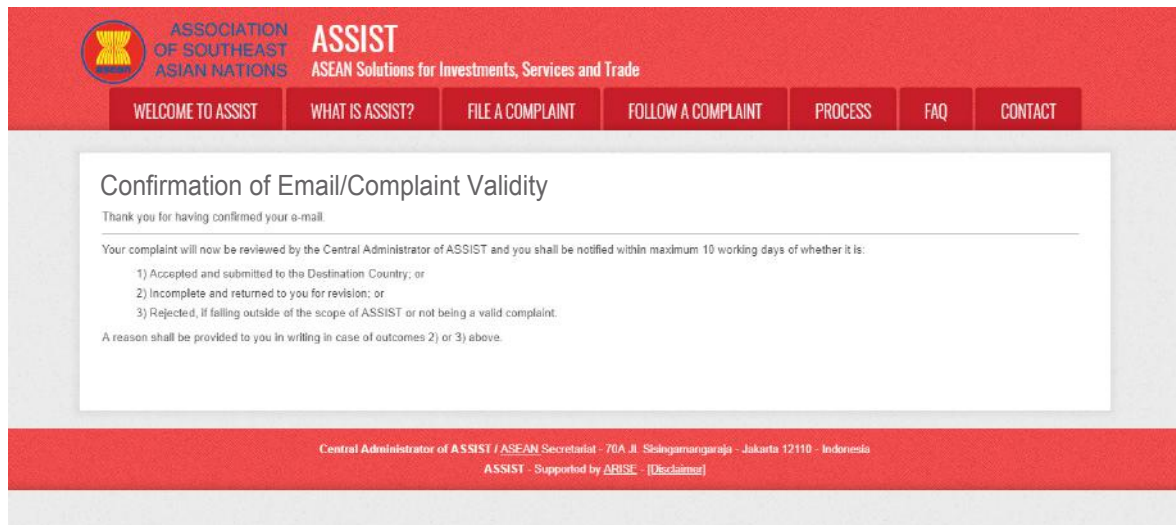 ASSOCIATION
OF SOUTHEAST
ASIAN NATIONS
ASSIST
ASEAN Solutions for Investments, Services and Trade
WELCOME TO ASSIST WHAT IS ASSIST? FILE A COMPLAINT FOLLOW A COMPLAINT PROCESS FAQ CONTACT
Confirmation of Email/Complaint Validity
Thank you for having confirmed your e-mail.
Your complaint will now be reviewed by the Central Administrator of ASSIST and you shall be notified within maximum 10 working days of whether it is:
1) Accepted and submitted to the Destination Country; or
2) Incomplete and returned to you for revision; or
3) Rejected, if falling outside of the scope of ASSIST or not being a valid complaint.
A reason shall be provided to you in writing in case of outcomes 2) or 3) above.
Central Administrator of ASSIST / ASEAN Secretariat - 70A Jl. Sisingamangaraja - Jakarta 12110 - Indonesia
ASSIST - Supported by ARISE - [Disclaimer]